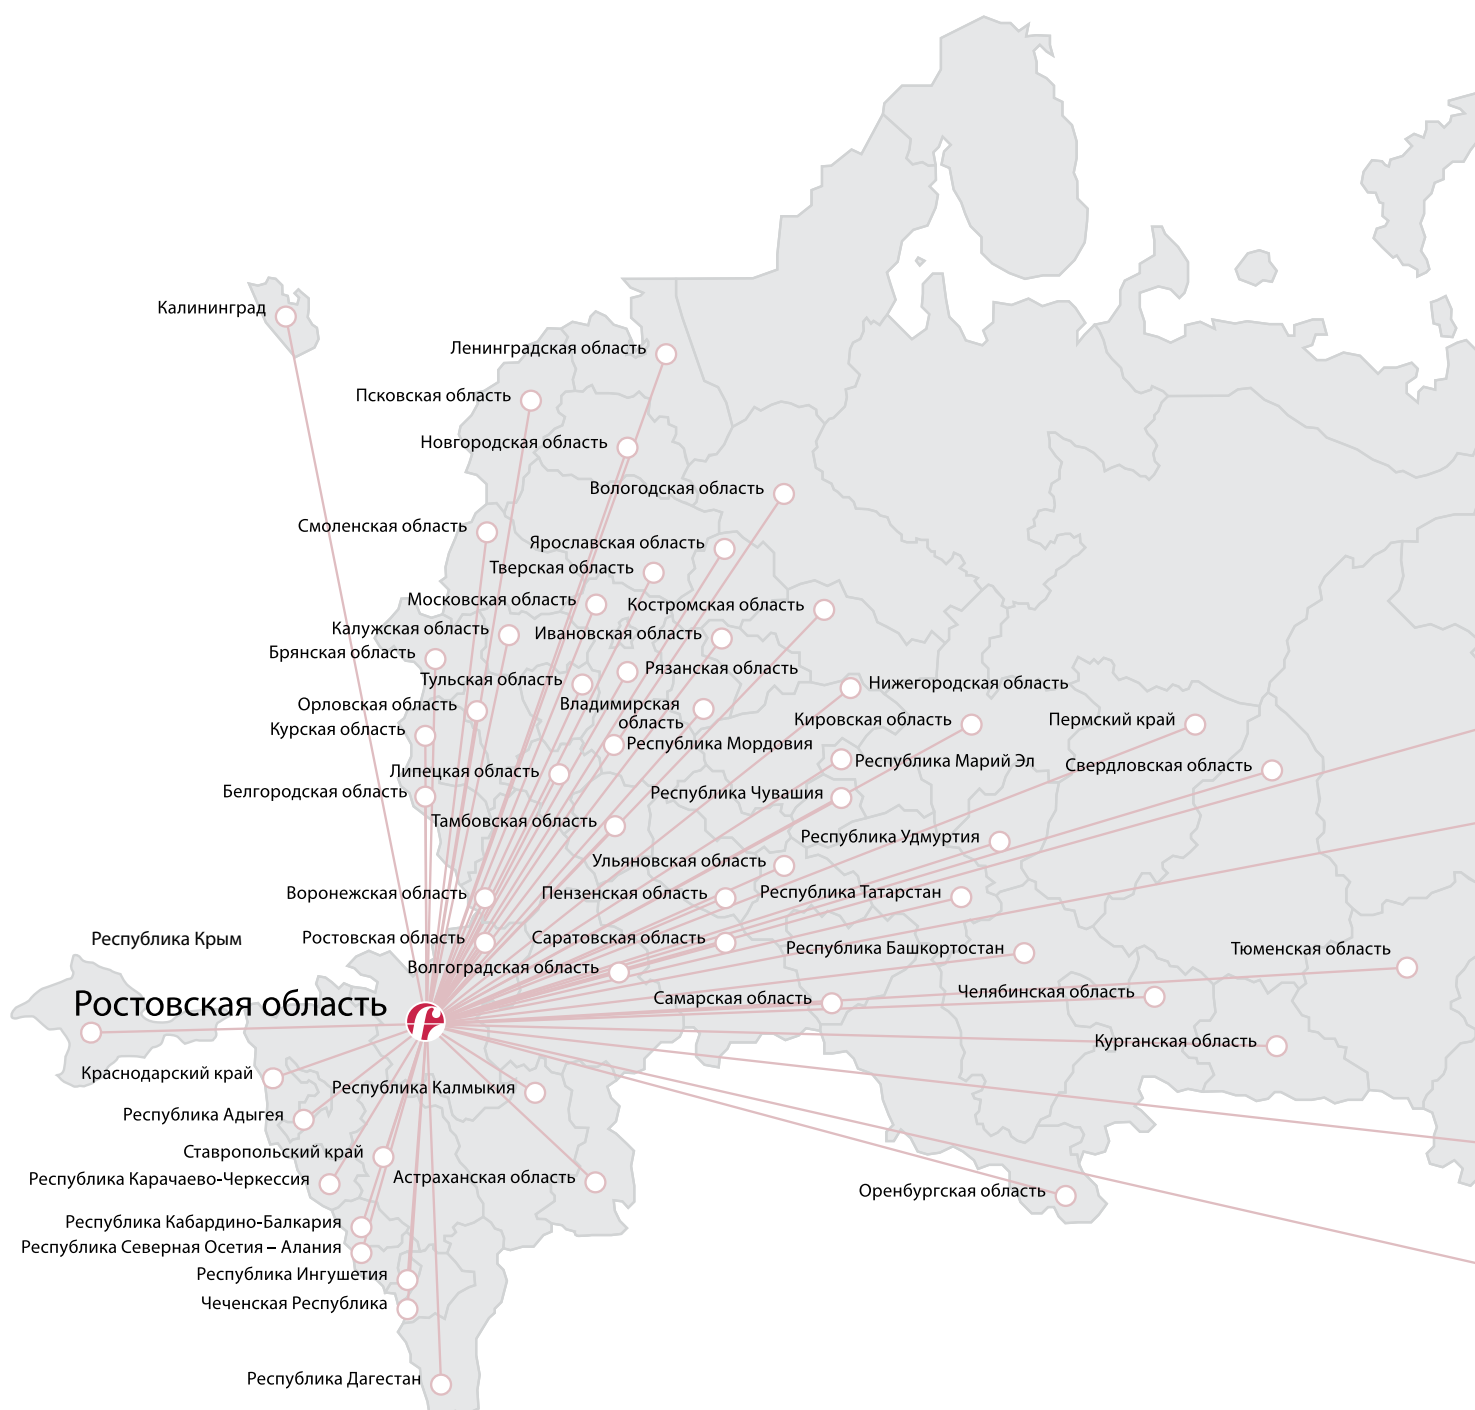 Калининград
Ленинградская область
Псковская область
Новгородская область
Вологодская область
Смоленская область
Ярославская область
Тверская область
Московская область
Костромская область
Калужская область
Ивановская область
Брянская область
Рязанская область
Тульская область
Нижегородская область
Орловская область
Владимирская
область
Кировская область
Пермский край
Курская область
Республика Мордовия
Республика Марий Эл
Свердловская область
Липецкая область
Белгородская область
Республика Чувашия
Тамбовская область
Республика Удмуртия
Ульяновская область
Воронежская область
Пензенская область
Республика Татарстан
Республика Крым
Ростовская область
Саратовская область
Республика Башкортостан
Тюменская область
Волгоградская область
Ростовская область
Самарская область
Челябинская область
Курганская область
Краснодарский край
Республика Калмыкия
Республика Адыгея
Ставропольский край
Республика Карачаево-Черкессия
Астраханская область
Оренбургская область
Республика Кабардино-Балкария
Республика Северная Осетия – Алания
Республика Ингушетия
Чеченская Республика
Республика Дагестан